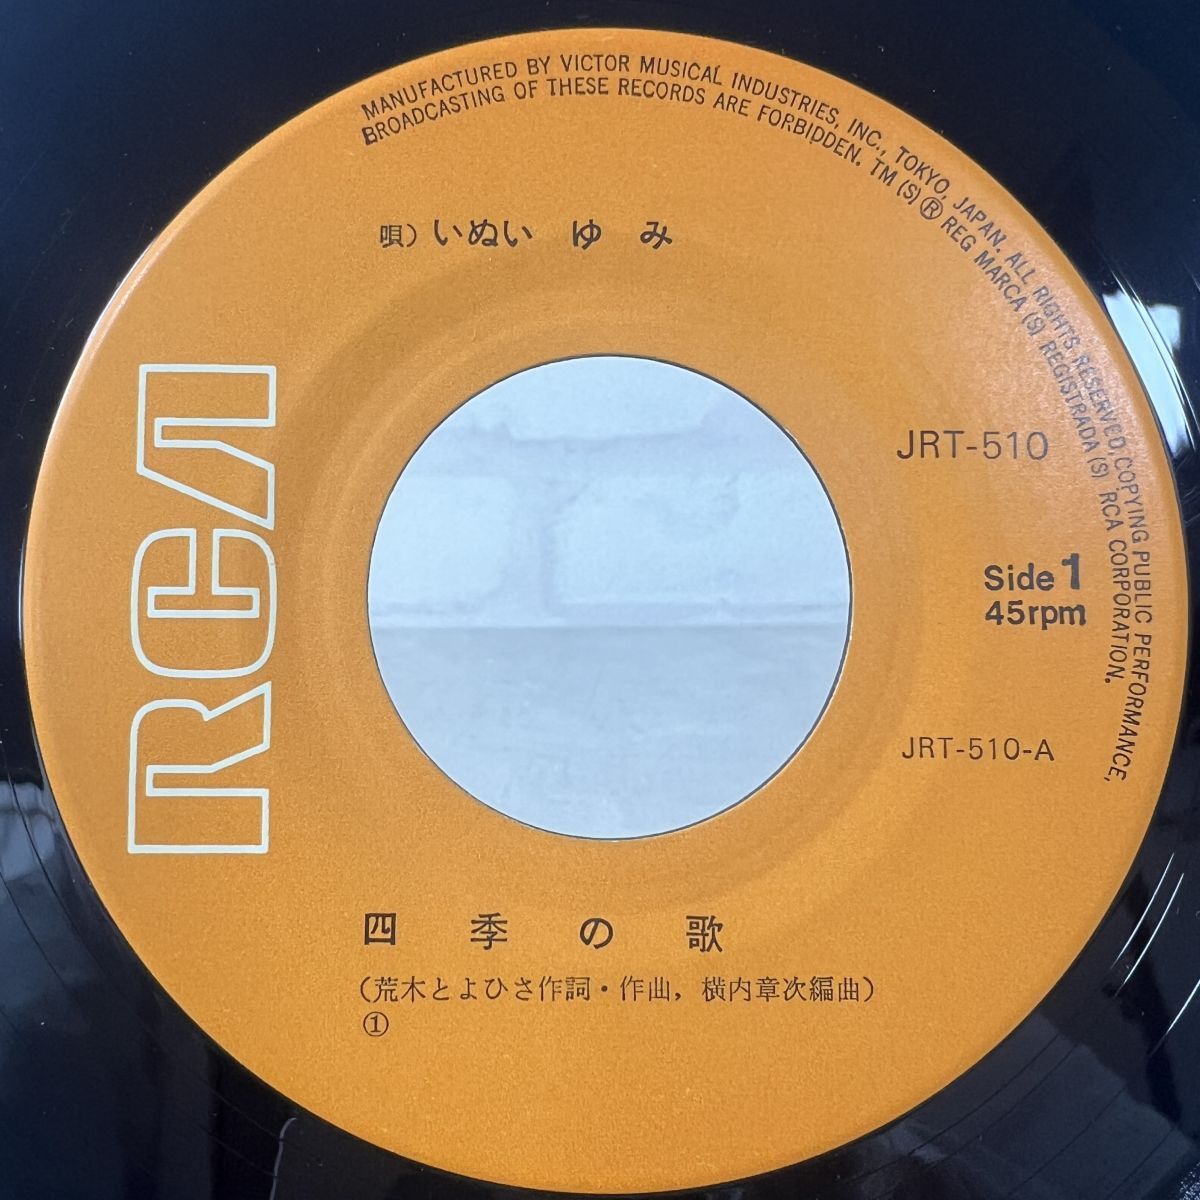 MANUFACTURED BY VICTOR MUSICAL INDUSTRIES, INC., TOKYO, JAPAN. ALL RIGHTS RESERVED, COPYING PUBLIC PERFORMANCE,
BROADCASTING OF THESE RECORDS ARE FORBIDDEN. TM(S)® REG MARCA(S) REGISTRADA(S) RCA CORPORATION.
唄）いぬい ゆ み
RCA
JRT-510
Side 1
45rpm
JRT-510-A
四 季 の 歌
（荒木とよひさ作詞・作曲，横内章次編曲）
①